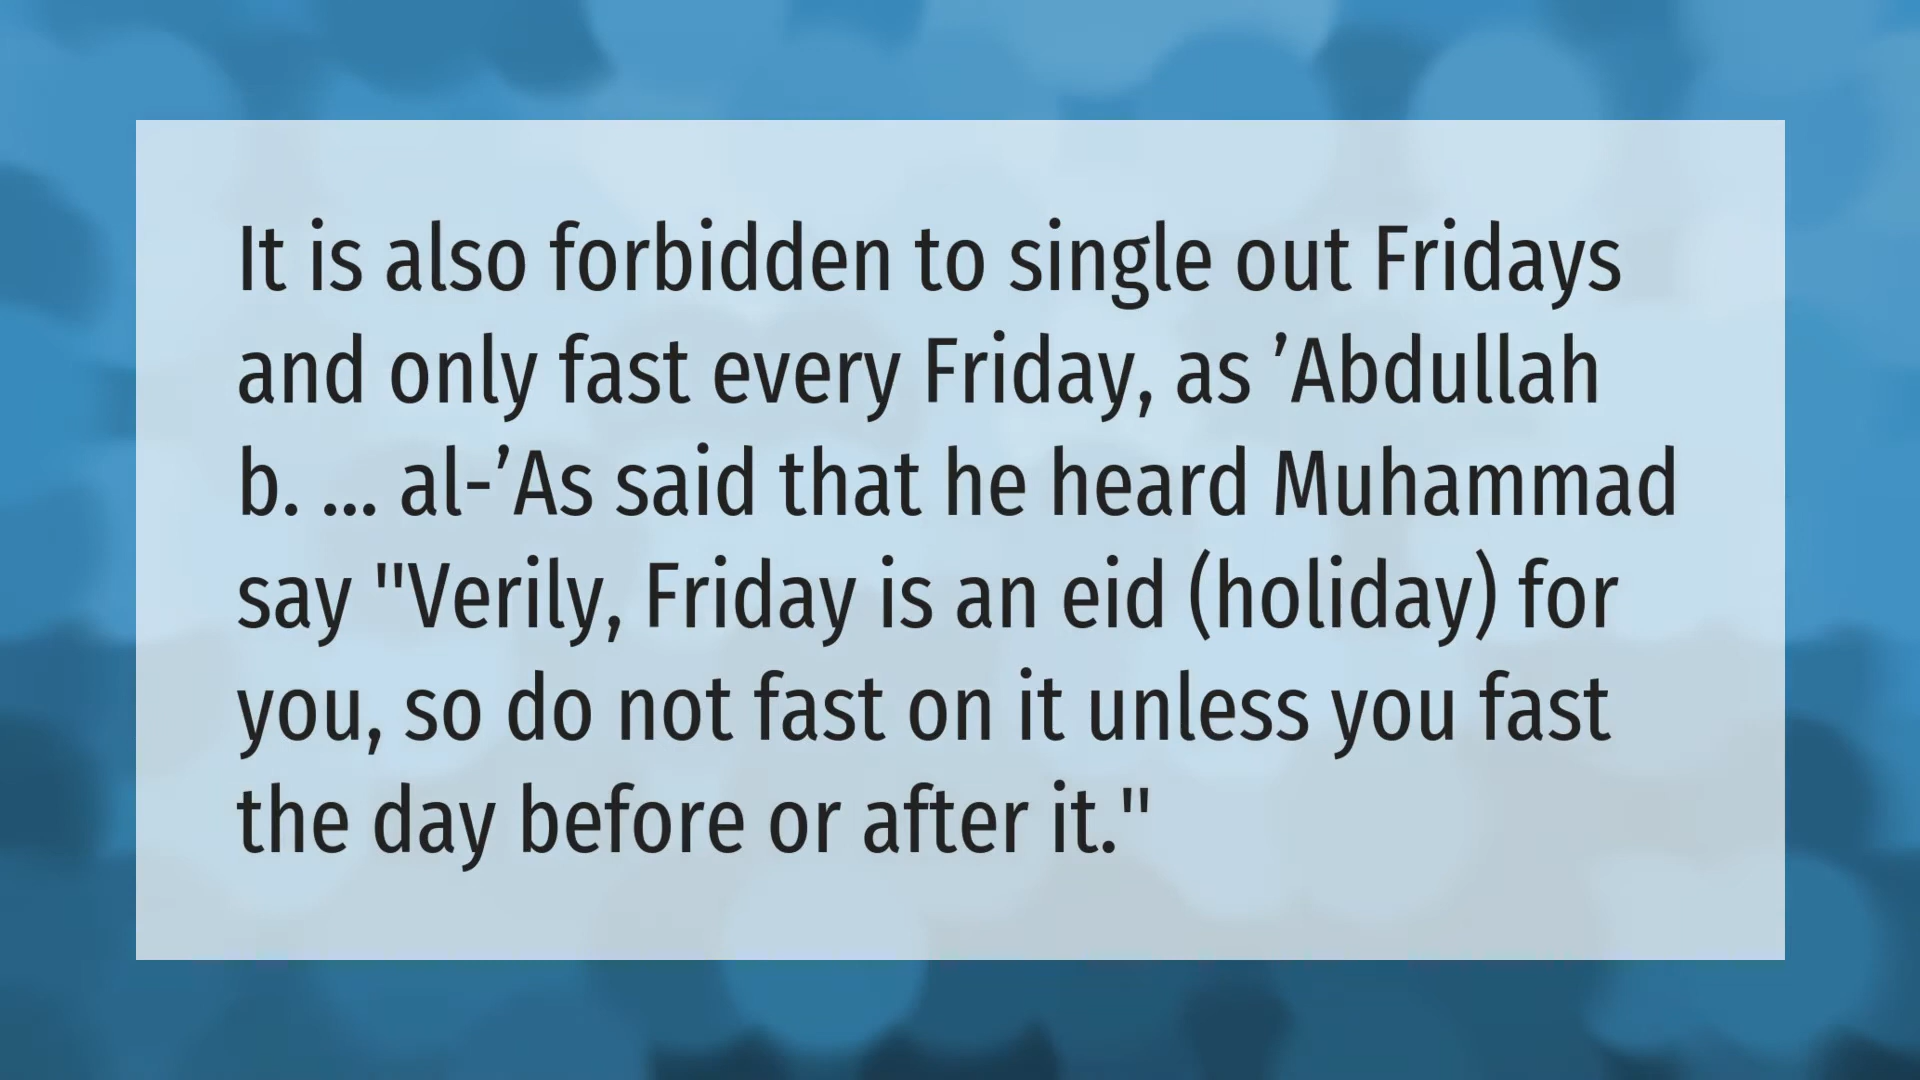 It is also forbidden to single out Fridays
and only fast every Friday, as ’Abdullah
b. ... al-’As said that he heard Muhammad
say "Verily, Friday is an eid (holiday) for
you, so do not fast on it unless you fast
the day before or after it."